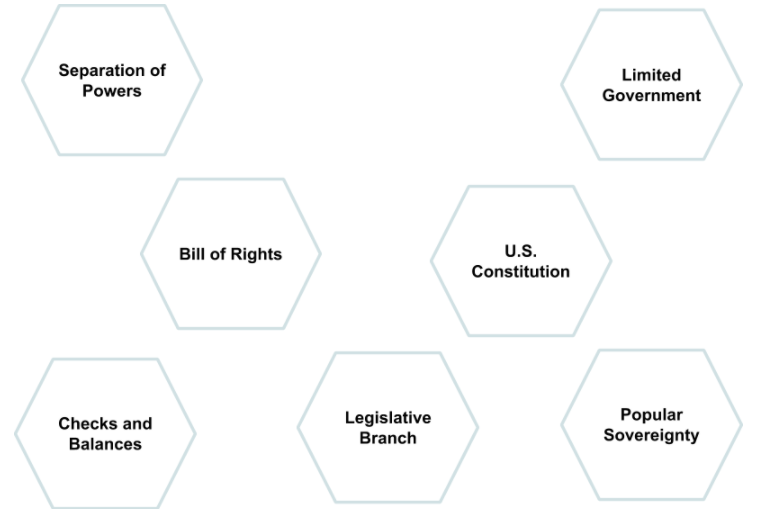 Separation of
Powers
Limited
Government
Bill of Rights
U.S.
Constitution
Checks and
Balances
Legislative
Branch
Popular
Sovereignty